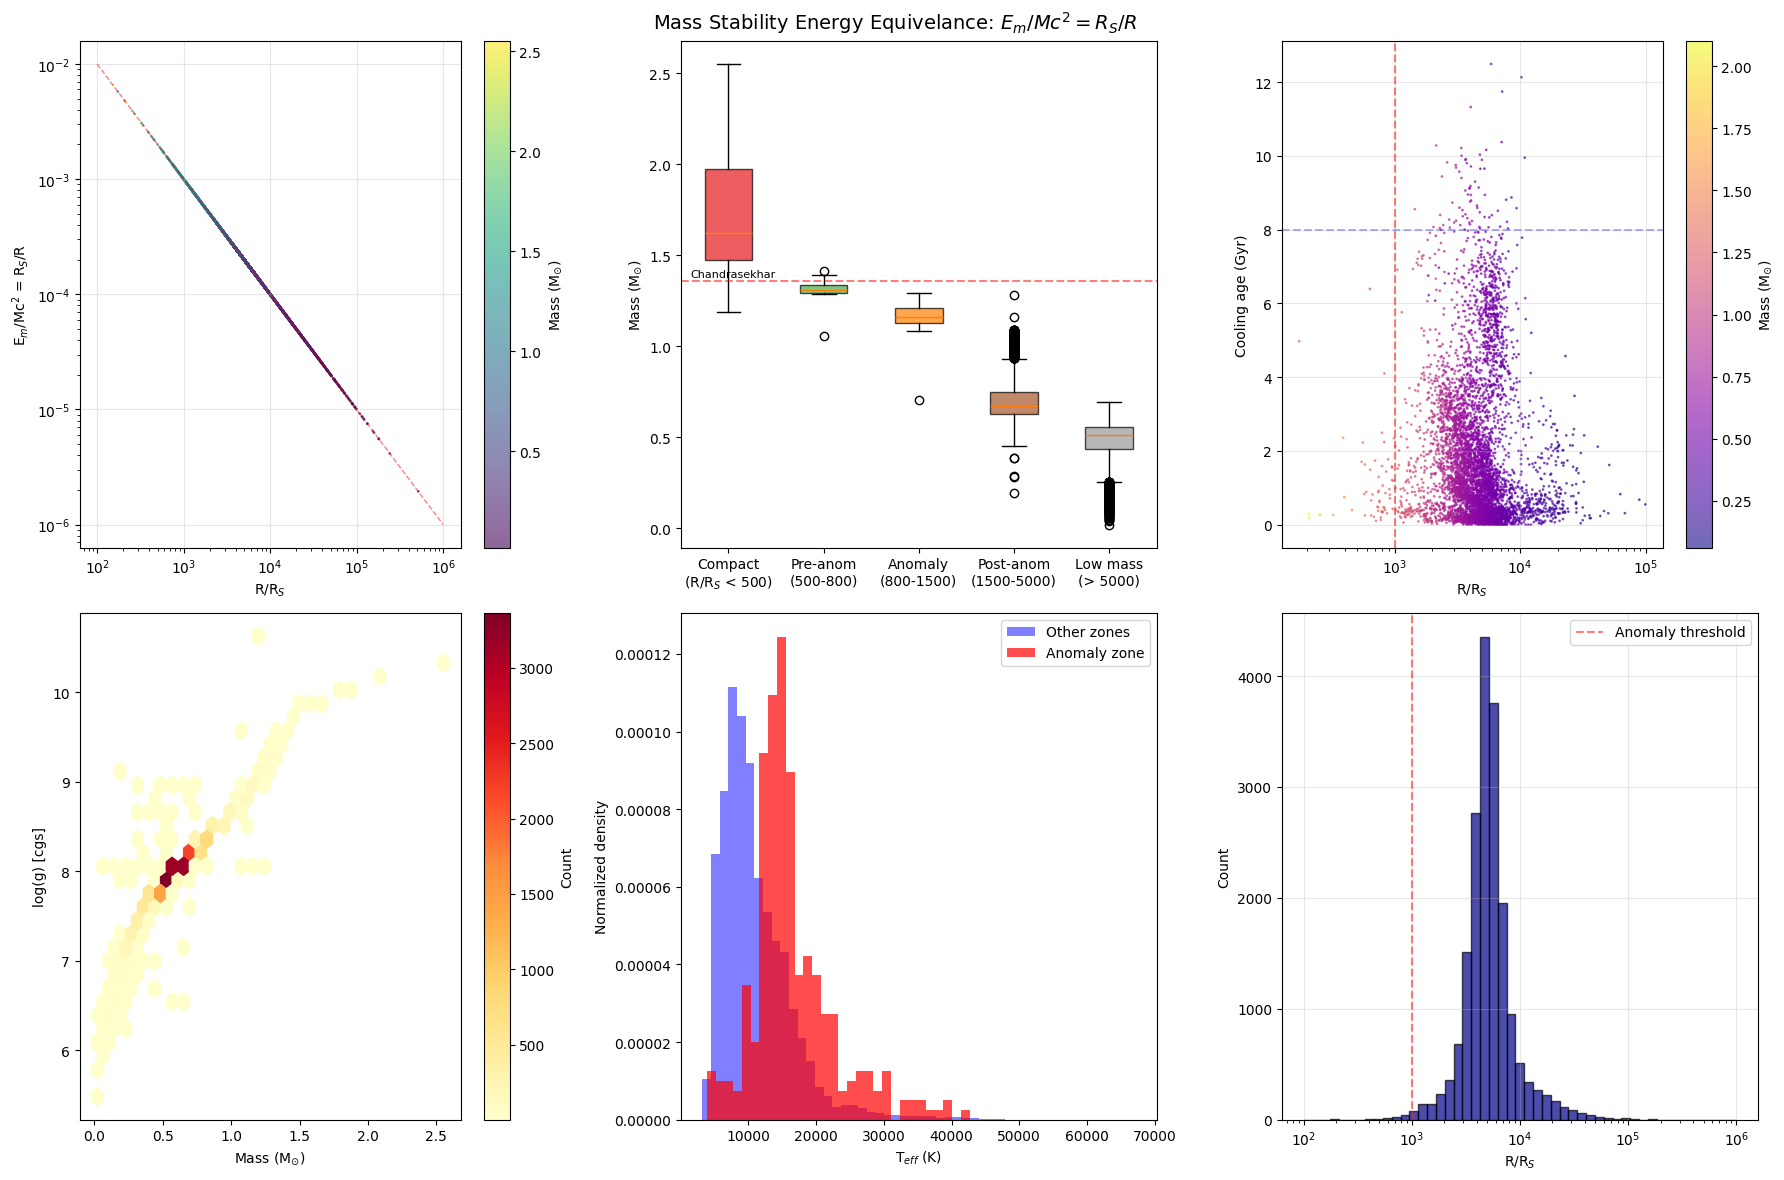 Mass Stability Energy Equivelance: $E_m/Mc^2 = R_S/R$
10⁻²
10⁻³
10⁻⁴
10⁻⁵
10⁻⁶
E_m/Mc² = R_S/R
10² 10³ 10⁴ 10⁵ 10⁶
R/R_S
2.5
2.0
1.5
1.0
0.5
Mass (M_⊙)
2.5
2.0
1.5
1.0
0.5
0.0
Mass (M_⊙)
Chandrasekhar
Compact Pre-anom Anomaly Post-anom Low mass
(R/R_S < 500) (500-800) (800-1500) (1500-5000) (> 5000)
12
10
8
6
4
2
0
Cooling age (Gyr)
10³ 10⁴ 10⁵
R/R_S
2.00
1.75
1.50
1.25
1.00
0.75
0.50
0.25
Mass (M_⊙)
10
9
8
7
6
log(g) [cgs]
0.0 0.5 1.0 1.5 2.0 2.5
Mass (M_⊙)
3000
2500
2000
1500
1000
500
Count
Other zones
Anomaly zone
0.00012
0.00010
0.00008
0.00006
0.00004
0.00002
0.00000
Normalized density
10000 20000 30000 40000 50000 60000 70000
T_eff (K)
Anomaly threshold
4000
3000
2000
1000
0
Count
10² 10³ 10⁴ 10⁵ 10⁶
R/R_S